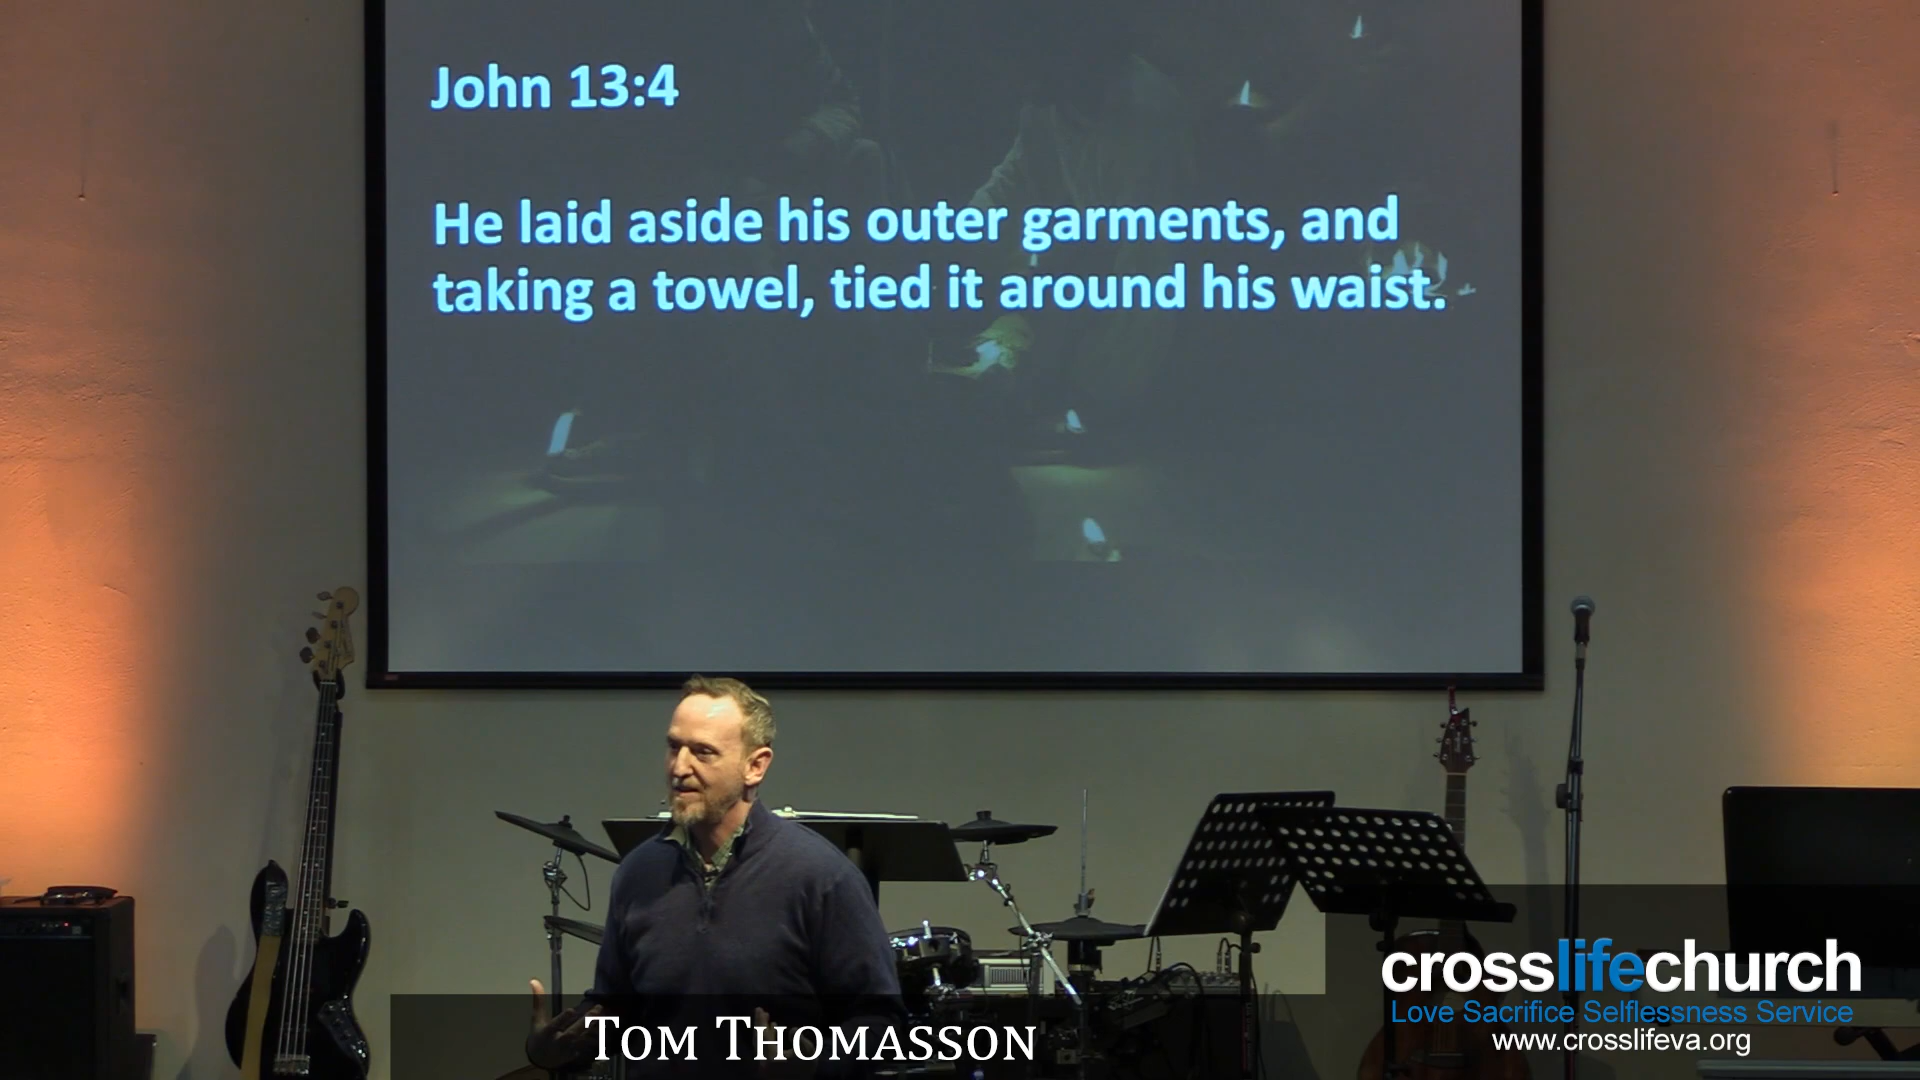 John 13:4
He laid aside his outer garments, and
taking a towel, tied it around his waist.
Tom Thomasson
crosslifechurch
Love Sacrifice Selflessness Service
www.crosslifeva.org